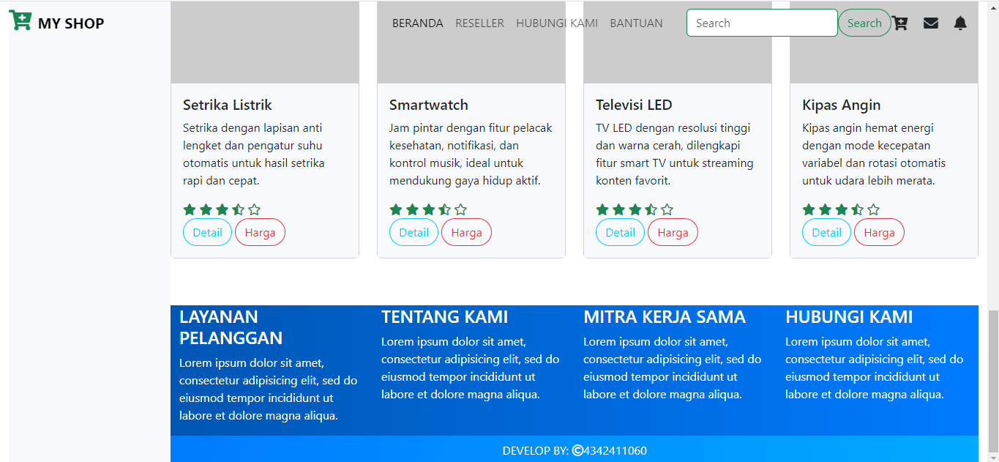 MY SHOP
BERANDA RESELLER HUBUNGI KAMI BANTUAN Search Search
Setrika Listrik
Setrika dengan lapisan anti
lengket dan pengatur suhu
otomatis untuk hasil setrika
rapi dan cepat.
Detail Harga
Smartwatch
Jam pintar dengan fitur pelacak
kesehatan, notifikasi, dan
kontrol musik, ideal untuk
mendukung gaya hidup aktif.
Detail Harga
Televisi LED
TV LED dengan resolusi tinggi
dan warna cerah, dilengkapi
fitur smart TV untuk streaming
konten favorit.
Detail Harga
Kipas Angin
Kipas angin hemat energi
dengan mode kecepatan
variabel dan rotasi otomatis
untuk udara lebih merata.
Detail Harga
LAYANAN
PELANGGAN
Lorem ipsum dolor sit amet,
consectetur adipisicing elit, sed do
eiusmod tempor incididunt ut
labore et dolore magna aliqua.
TENTANG KAMI
Lorem ipsum dolor sit amet,
consectetur adipisicing elit, sed do
eiusmod tempor incididunt ut
labore et dolore magna aliqua.
MITRA KERJA SAMA
Lorem ipsum dolor sit amet,
consectetur adipisicing elit, sed do
eiusmod tempor incididunt ut
labore et dolore magna aliqua.
HUBUNGI KAMI
Lorem ipsum dolor sit amet,
consectetur adipisicing elit, sed do
eiusmod tempor incididunt ut
labore et dolore magna aliqua.
DEVELOP BY: ©4342411060